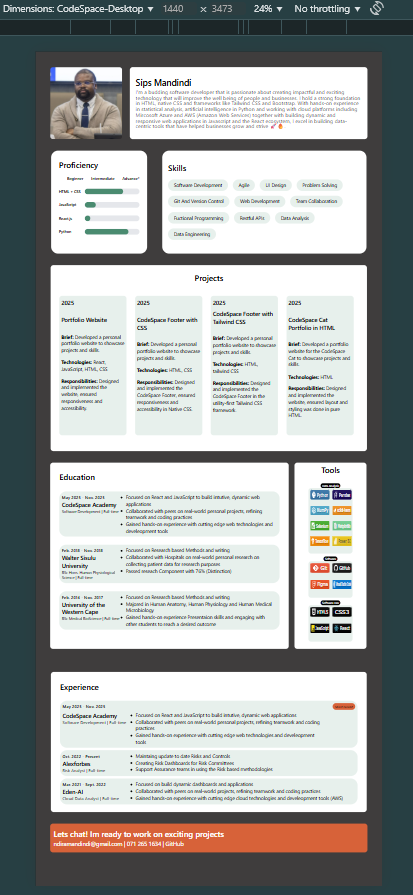 Dimensions: CodeSpace-Desktop ▼ 1440 × 3473 24% ▼ No throttling ▼
Sips Mandindi
I'm a budding software developer that is passionate about creating impactful and exciting
technology that will improve the well being of people and businesses. I hold a strong foundation
in HTML, native CSS and frameworks like Tailwind CSS and Bootstrap. With hands-on experience
in statistical analysis, artificial intelligence in Python and working with cloud platforms including
Microsoft Azure and AWS (Amazon Web Services) together with building dynamic and
responsive web applications in Javascript and the React ecosystem, I excel in building data-
centric tools that have helped businesses grow and strive 🚀🔥
Proficiency
Beginner Intermediate Advance*
HTML + CSS
JavaScript
React.js
Python
Skills
Software Development Agile UI Design Problem Solving
Git And Version Control Web Development Team Collaboration
Fuctional Programming Restful APIs Data Analysis
Data Engineering
Projects
2025
Portfolio Website
Brief: Developed a personal
portfolio website to showcase
projects and skills.
Technologies: React,
JavaScript, HTML, CSS
Responsibilities: Designed
and implemented the
website, ensured
responsiveness and
accessibility
2025
CodeSpace Footer with
CSS
Brief: Developed a personal
portfolio website to showcase
projects and skills.
Technologies: HTML, CSS
Responsibilities: Designed
and implemented the
CodeSpace Footer, ensured
responsiveness and
accessibility in Native CSS.
2025
CodeSpace Footer with
Tailwind CSS
Brief: Developed a personal
portfolio website to showcase
projects and skills.
Technologies: HTML,
tailwind CSS
Responsibilities: Designed
and implemented the
CodeSpace Footer in the
utility-first Tailwind CSS
framework
2025
CodeSpace Cat
Portfolio in HTML
Brief: Developed a portfolio
website for the CodeSpace
Cat to showcase projects and
skills.
Technologies: HTML
Responsibilities: Designed
and implemented the
website, ensured layout and
styling was done in pure
HTML.
Education
May 2025 Nov. 2025
CodeSpace Academy
Software Development | Full time
• Focused on React and JavaScript to build intuitive, dynamic web
applications
• Collaborated with peers on real-world personal projects, refining
teamwork and coding practices
• Gained hands-on experience with cutting edge web technologies and
development tools
Feb. 2018 Nov. 2018
Walter Sisulu
University
BSc Hons. Human Physiological
Science | Full time
• Focused on Research based Methods and writing
• Collaborated with Hospitals on real-world personal research on
collecting patient data for research purposes
• Passed reseach Component with 76% (Distinction)
Feb. 2016 Nov. 2017
University of the
Western Cape
BSc Medical BioScience | Full time
• Focused on Research based Methods and writing
• Majored in Human Anatomy, Human Physiology and Human Medical
Microbiology
• Gained hands-on experience Presentation skills and engaging with
other students to reach a desired outcome
Tools
Python Pandas
NumPy
Selenium
Power BI
Software
Git GitHub
Figma
HTML5 CSS3
JavaScript React
Experience
May 2025 Nov. 2025
CodeSpace Academy
Software Development | Full time
• Focused on React and JavaScript to build intuitive, dynamic web applications
• Collaborated with peers on real-world personal projects, refining teamwork and coding
practices
• Gained hands-on experience with cutting edge web technologies and development
tools
Oct. 2022 Present
Alexforbes
Risk Analyst | Full time
• Maintaing update to Risks and Controls
• Creating Risk Dashboards for Risk Committees
• Support Assurance teams in using the Risk based methodologies
Mar. 2021 Sept. 2022
Eden-AI
Cloud Data Analyst | Full time
• Focused on build dynamic dashboards and applications
• Collaborated with peers on real-world projects, refining teamwork and coding practices
• Gained hands-on experience with cutting edge cloud technologies and development tools (AWS)
Lets chat! Im ready to work on exciting projects
ndikamandindi@gmail.com | 071 265 1634 | GitHub